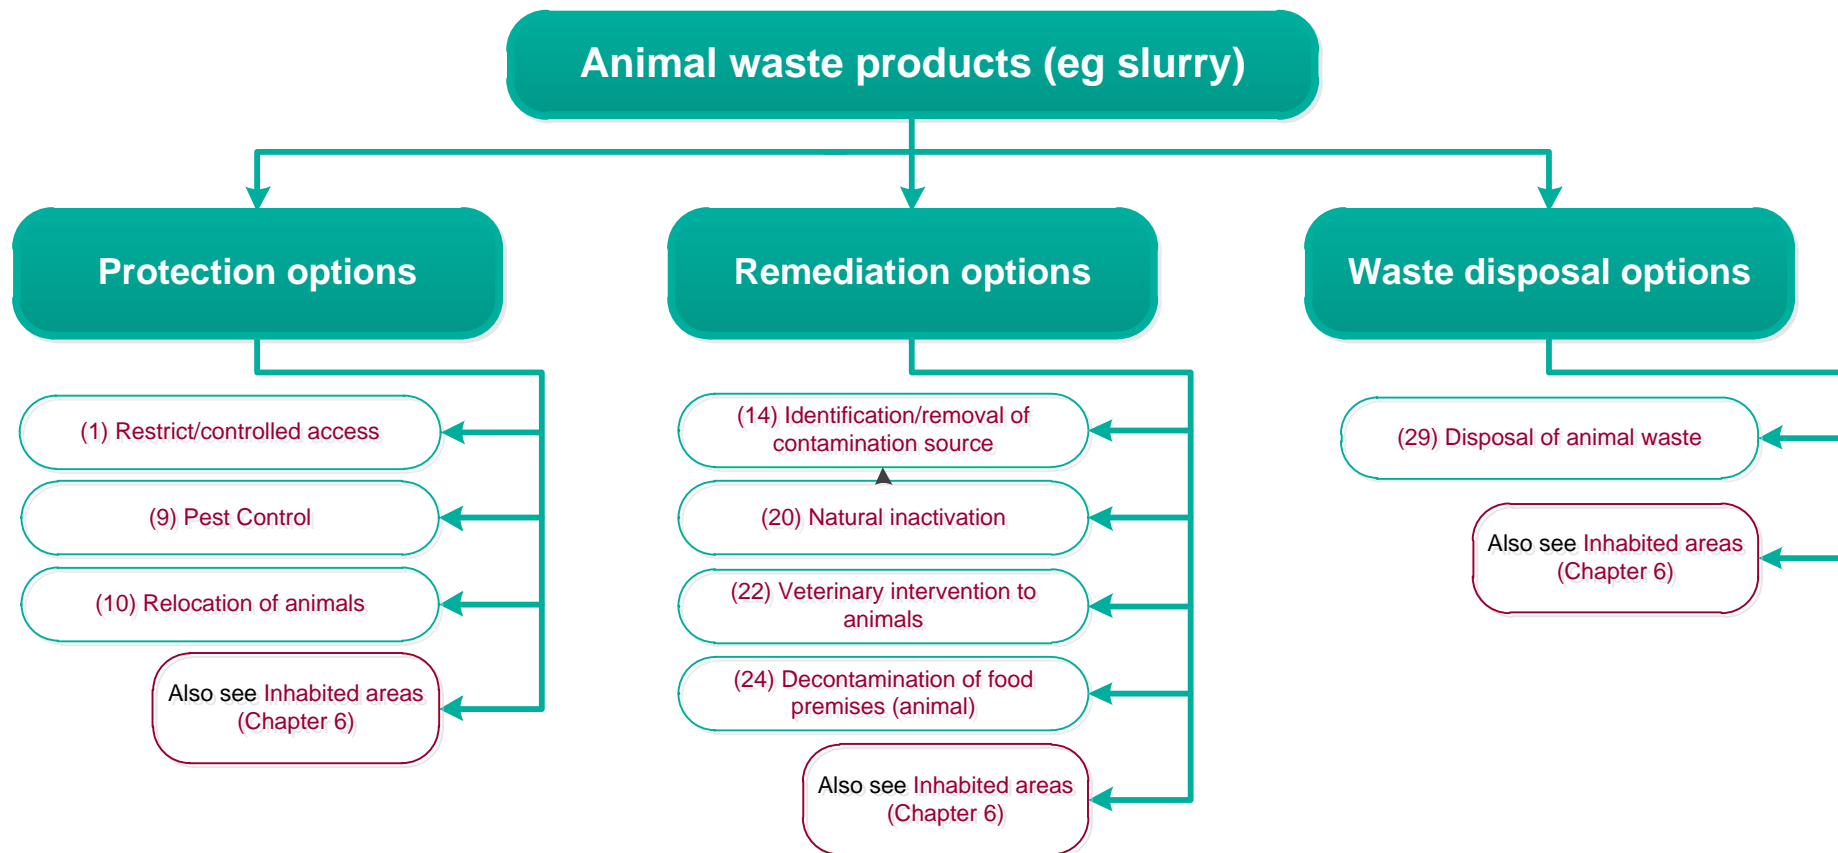 Animal waste products (eg slurry)
Protection options
Remediation options
Waste disposal options
(1) Restrict/controlled access
(9) Pest Control
(10) Relocation of animals
Also see Inhabited areas
(Chapter 6)
(14) Identification/removal of
contamination source
(20) Natural inactivation
(22) Veterinary intervention to
animals
(24) Decontamination of food
premises (animal)
Also see Inhabited areas
(Chapter 6)
(29) Disposal of animal waste
Also see Inhabited areas
(Chapter 6)